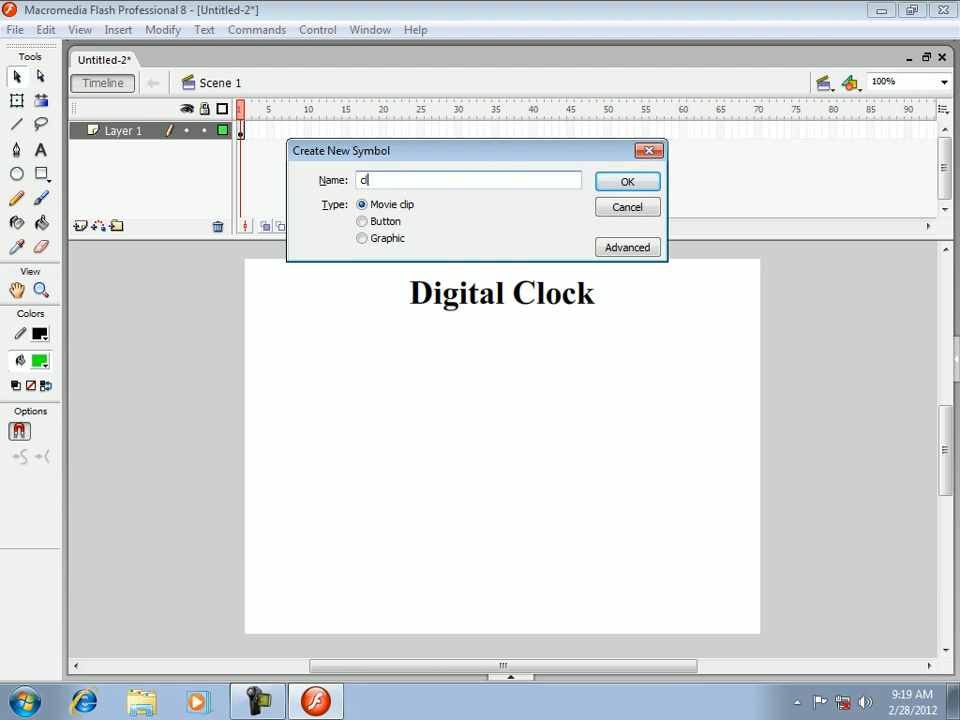 Macromedia Flash Professional 8 - [Untitled-2*]
File Edit View Insert Modify Text Commands Control Window Help
Tools
Untitled-2*
Timeline Scene 1 100%
1 5 10 15 20 25 30 35 40 45 50 55 60 65 70 75 80 85 90
Layer 1
Create New Symbol
Name: cl
OK
Type: Movie clip
Cancel
Button
Graphic
Advanced
View
Colors
Options
Digital Clock
9:19 AM
2/28/2012